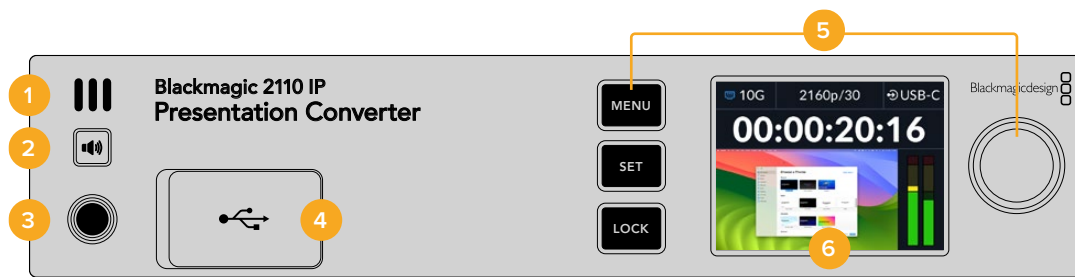 5
1
Blackmagic 2110 IP
Presentation Converter
MENU
10G
2160p/30
USB-C
Blackmagicdesign
00:00:20:16
2
SET
3
4
LOCK
6